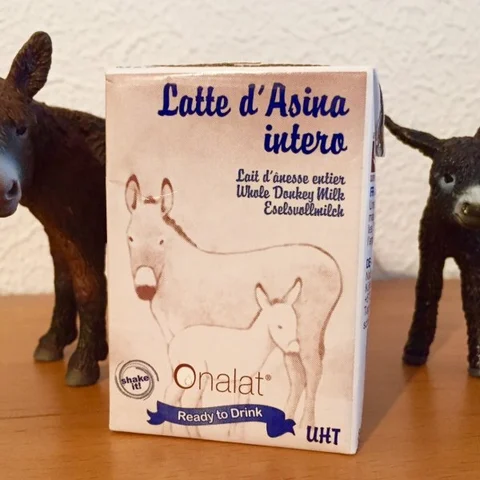 Latte d'Asina
intero
Lait d'ânesse entier
Whole Donkey Milk
Eselsvollmilch
shake
it!
Onalat®
Ready to Drink
UHT